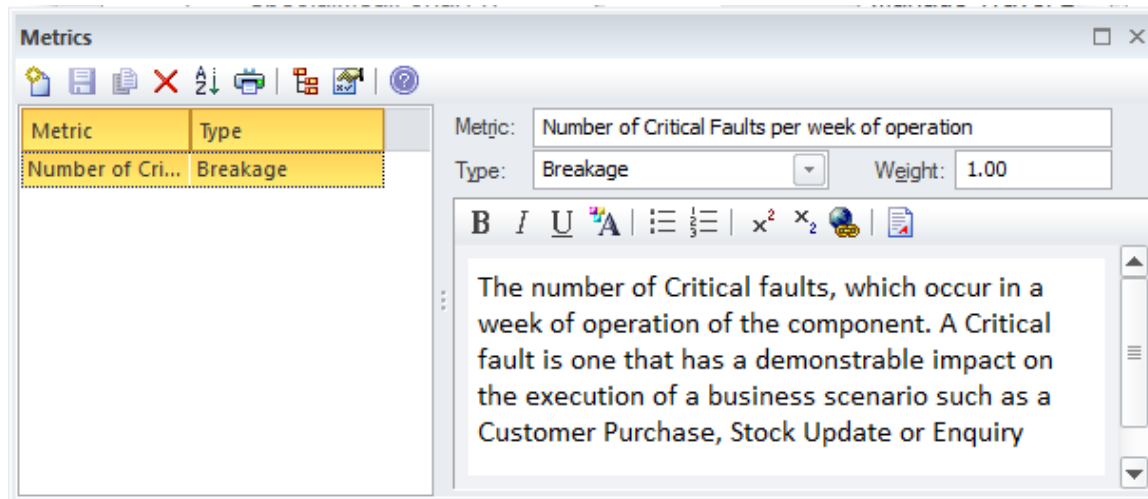 Metrics
Metric Type
Number of Cri... Breakage
Metric: Number of Critical Faults per week of operation
Type: Breakage Weight: 1.00
B I U A x² ×₂
The number of Critical faults, which occur in a
week of operation of the component. A Critical
fault is one that has a demonstrable impact on
the execution of a business scenario such as a
Customer Purchase, Stock Update or Enquiry